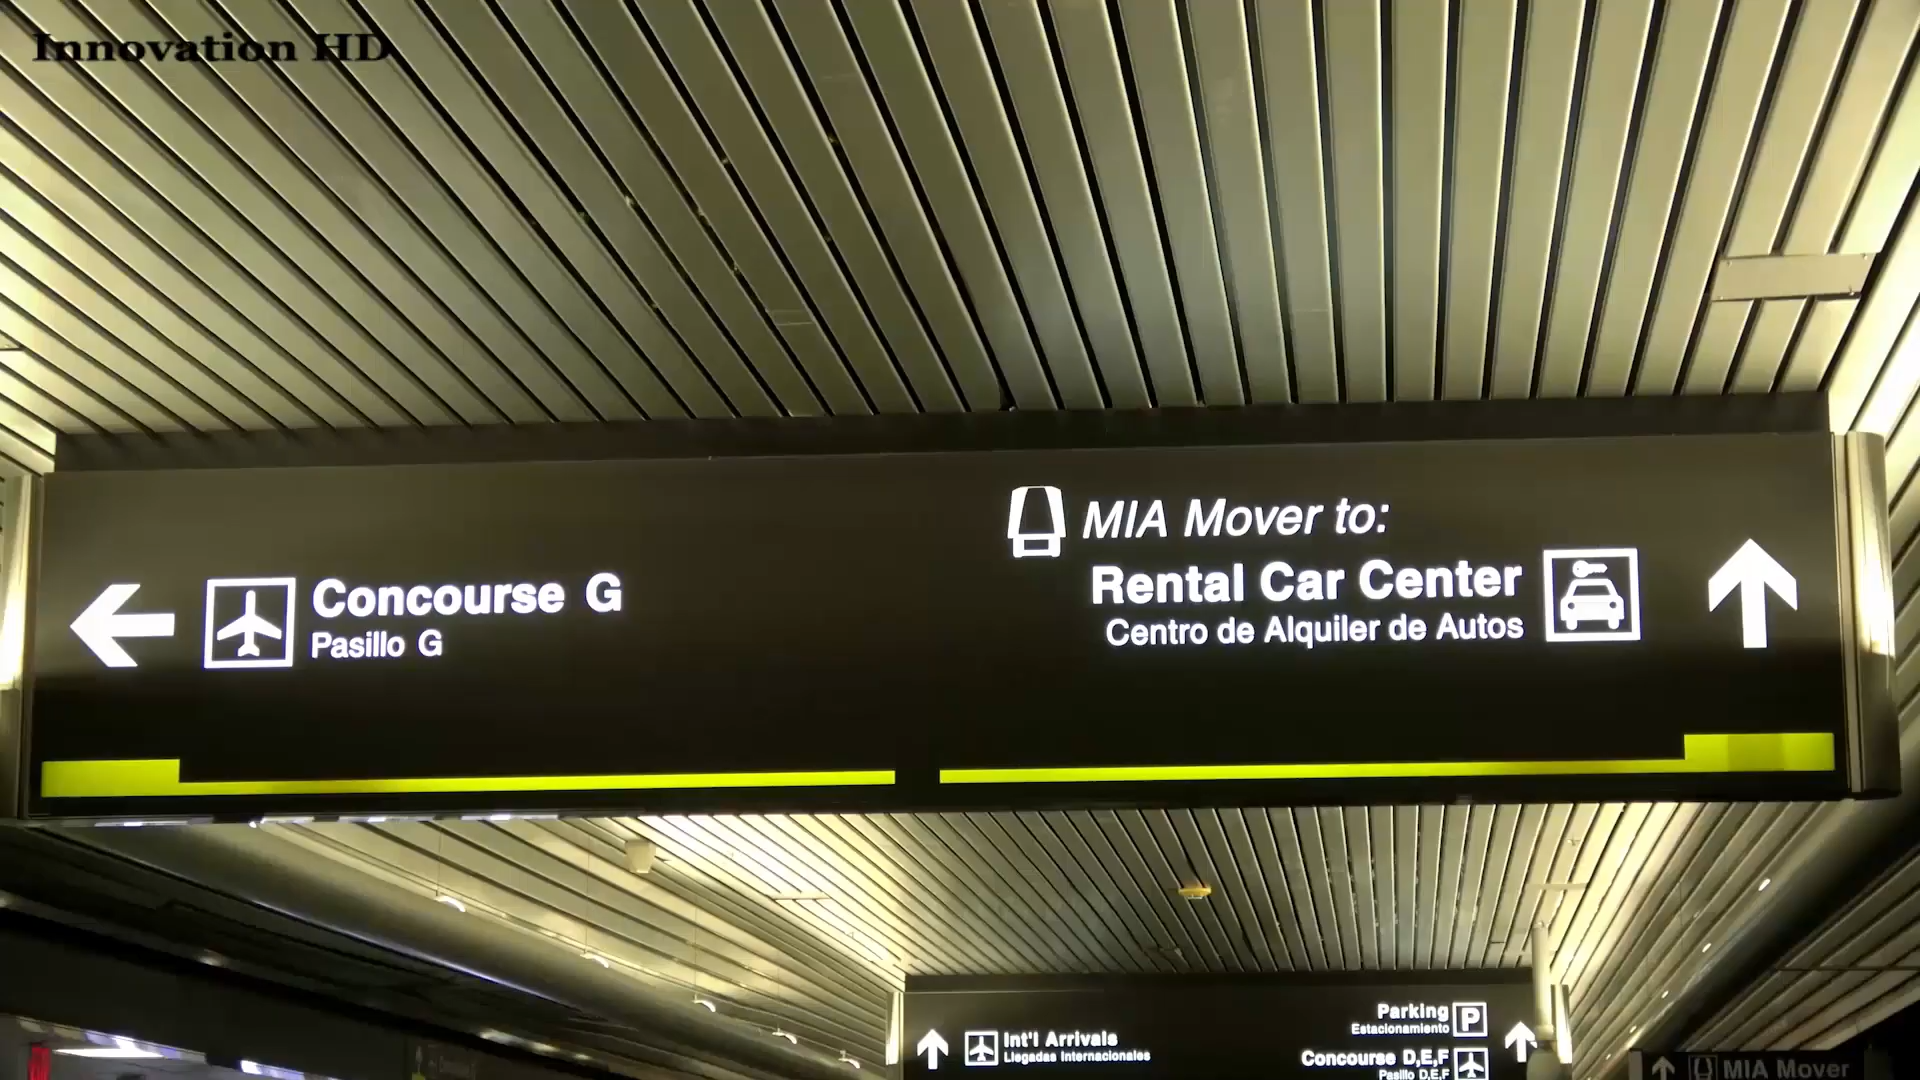 Innovation HD
MIA Mover to:
Concourse G
Pasillo G
Rental Car Center
Centro de Alquiler de Autos
Int'l Arrivals
Llegadas Internacionales
Parking P
Estacionamiento
Concourse D,E,F
Pasillo D,E,F
MIA Mover